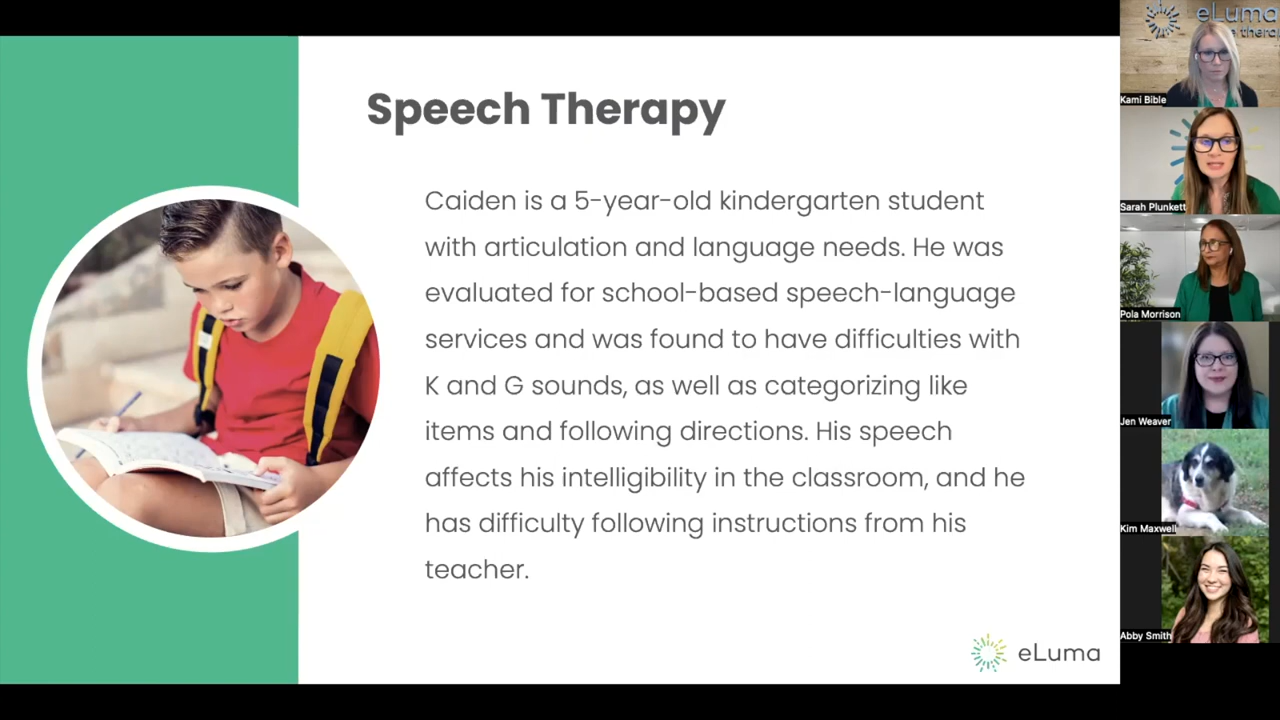 Speech Therapy
Caiden is a 5-year-old kindergarten student
with articulation and language needs. He was
evaluated for school-based speech-language
services and was found to have difficulties with
K and G sounds, as well as categorizing like
items and following directions. His speech
affects his intelligibility in the classroom, and he
has difficulty following instructions from his
teacher.
eLuma
eLuma
e therap
Kami Bible
Sarah Plunkett
Pola Morrison
Jen Weaver
Kim Maxwell
Abby Smith